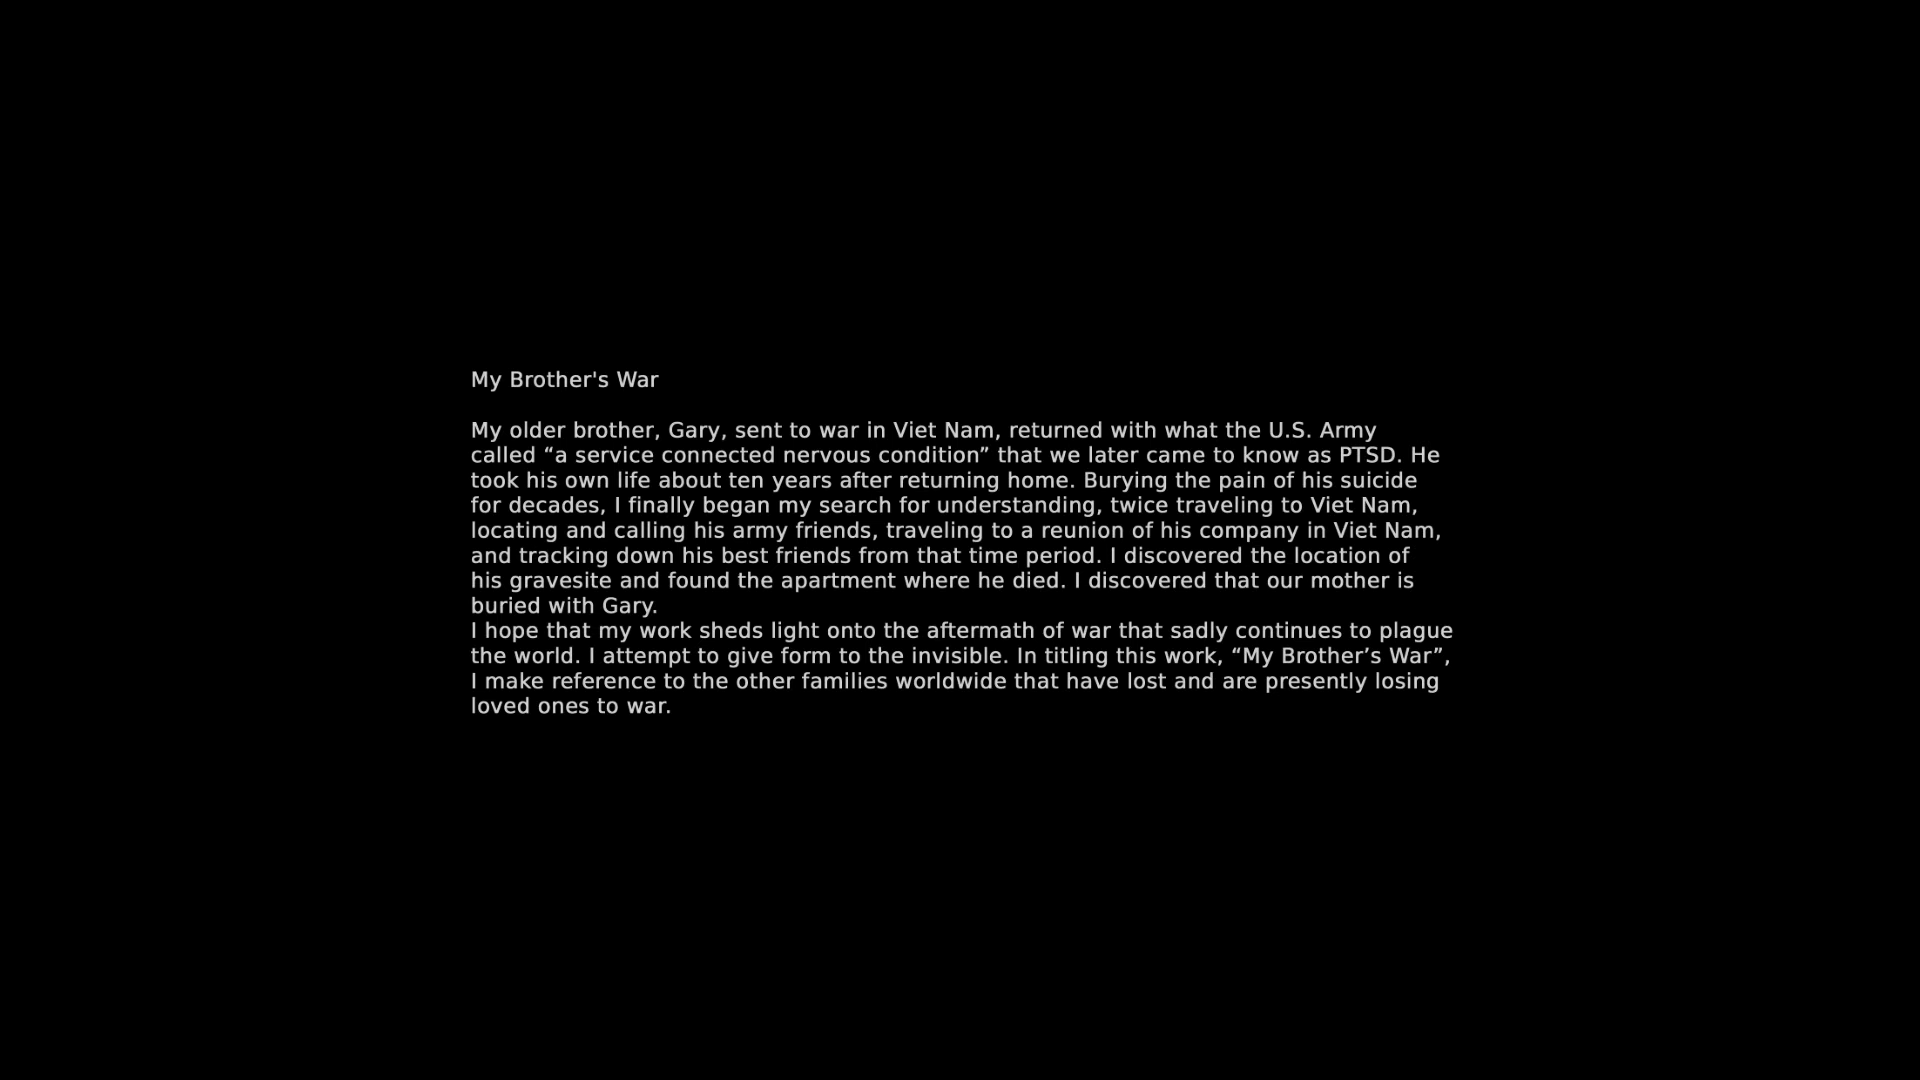 My Brother's War
My older brother, Gary, sent to war in Viet Nam, returned with what the U.S. Army
called “a service connected nervous condition” that we later came to know as PTSD. He
took his own life about ten years after returning home. Burying the pain of his suicide
for decades, I finally began my search for understanding, twice traveling to Viet Nam,
locating and calling his army friends, traveling to a reunion of his company in Viet Nam,
and tracking down his best friends from that time period. I discovered the location of
his gravesite and found the apartment where he died. I discovered that our mother is
buried with Gary.
I hope that my work sheds light onto the aftermath of war that sadly continues to plague
the world. I attempt to give form to the invisible. In titling this work, “My Brother’s War”,
I make reference to the other families worldwide that have lost and are presently losing
loved ones to war.